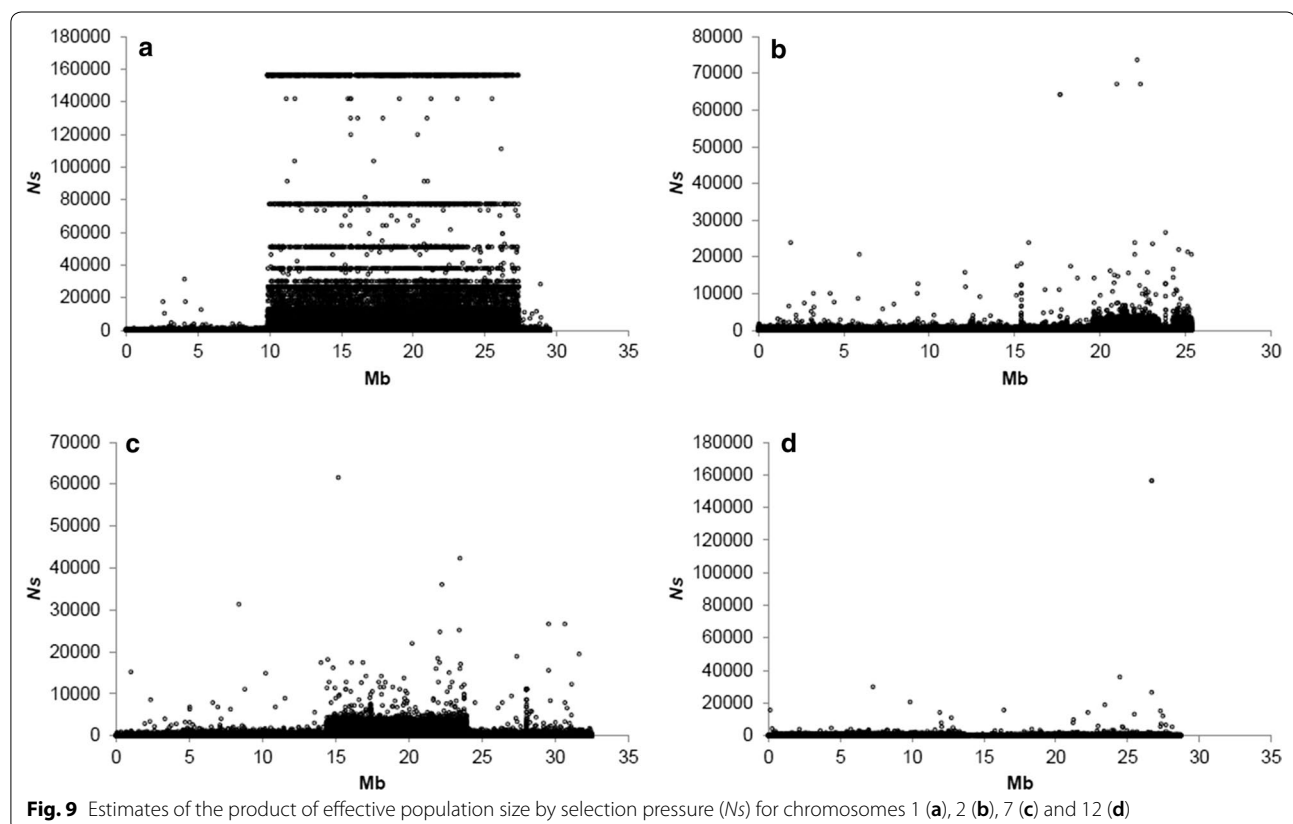 a
180000
160000
140000
120000
100000
80000
60000
40000
20000
0
Ns
0 5 10 15 20 25 30 35
Mb
b
80000
70000
60000
50000
40000
30000
20000
10000
0
Ns
0 5 10 15 20 25 30
Mb
c
70000
60000
50000
40000
30000
20000
10000
0
Ns
0 5 10 15 20 25 30 35
Mb
d
180000
160000
140000
120000
100000
80000
60000
40000
20000
0
Ns
0 5 10 15 20 25 30 35
Mb
Fig. 9 Estimates of the product of effective population size by selection pressure (Ns) for chromosomes 1 (a), 2 (b), 7 (c) and 12 (d)